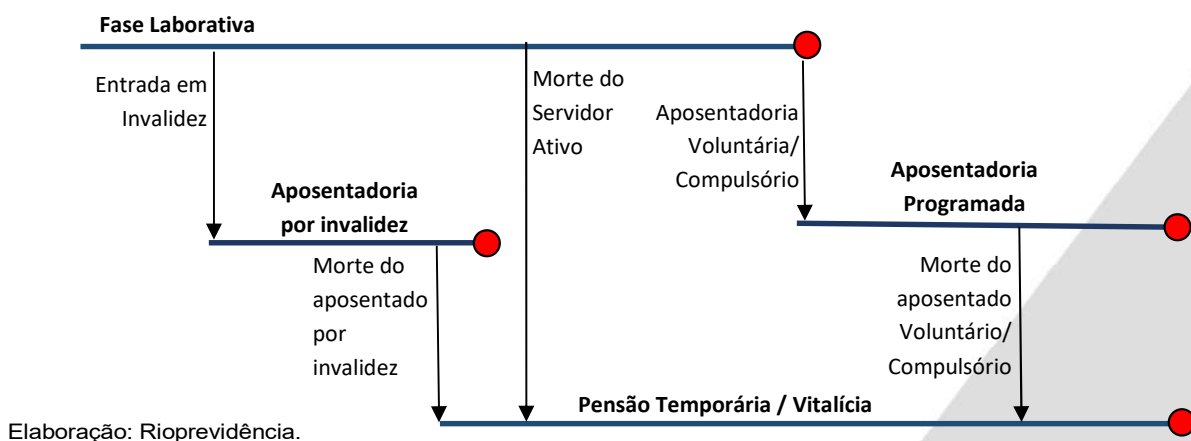 Fase Laborativa
Entrada em
Invalidez
Morte do
Servidor
Ativo
Aposentadoria
Voluntária/
Compulsório
Aposentadoria
Programada
Aposentadoria
por invalidez
Morte do
aposentado
por
invalidez
Morte do
aposentado
Voluntário/
Compulsório
Pensão Temporária / Vitalícia
Elaboração: Rioprevidência.